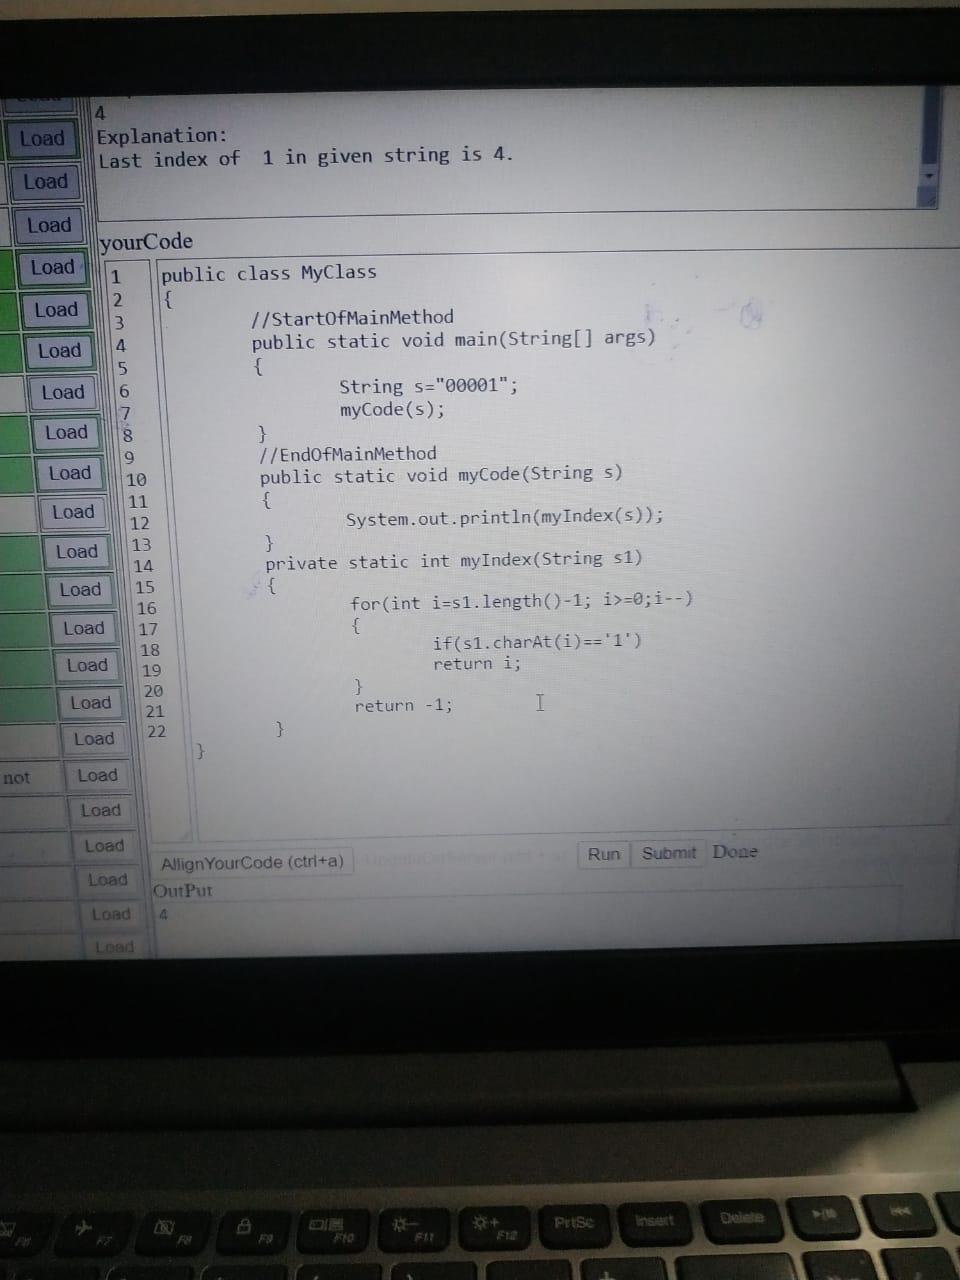 4
Load
Explanation:
Last index of 1 in given string is 4.
Load
Load
yourCode
Load
1 public class MyClass
2 {
Load
3 //StartOfMainMethod
4 public static void main(String[] args)
Load
5 {
6 String s="00001";
Load
7 myCode(s);
8 }
Load
9 //EndOfMainMethod
10 public static void myCode(String s)
Load
11 {
12 System.out.println(myIndex(s));
Load
13 }
Load
14 private static int myIndex(String s1)
15 {
Load
16 for(int i=s1.length()-1; i>=0;i--)
17 {
Load
18 if(s1.charAt(i)=='1')
19 return i;
Load
20 }
21 return -1;
Load
22 }
Load
}
not Load
Load
Load
Run Submit Done
AllignYourCode (ctrl+a)
Load
OutPut
Load 4
Load
F6 F7 F8 F9 F10 F11 F12 PrtSc Insert Delete